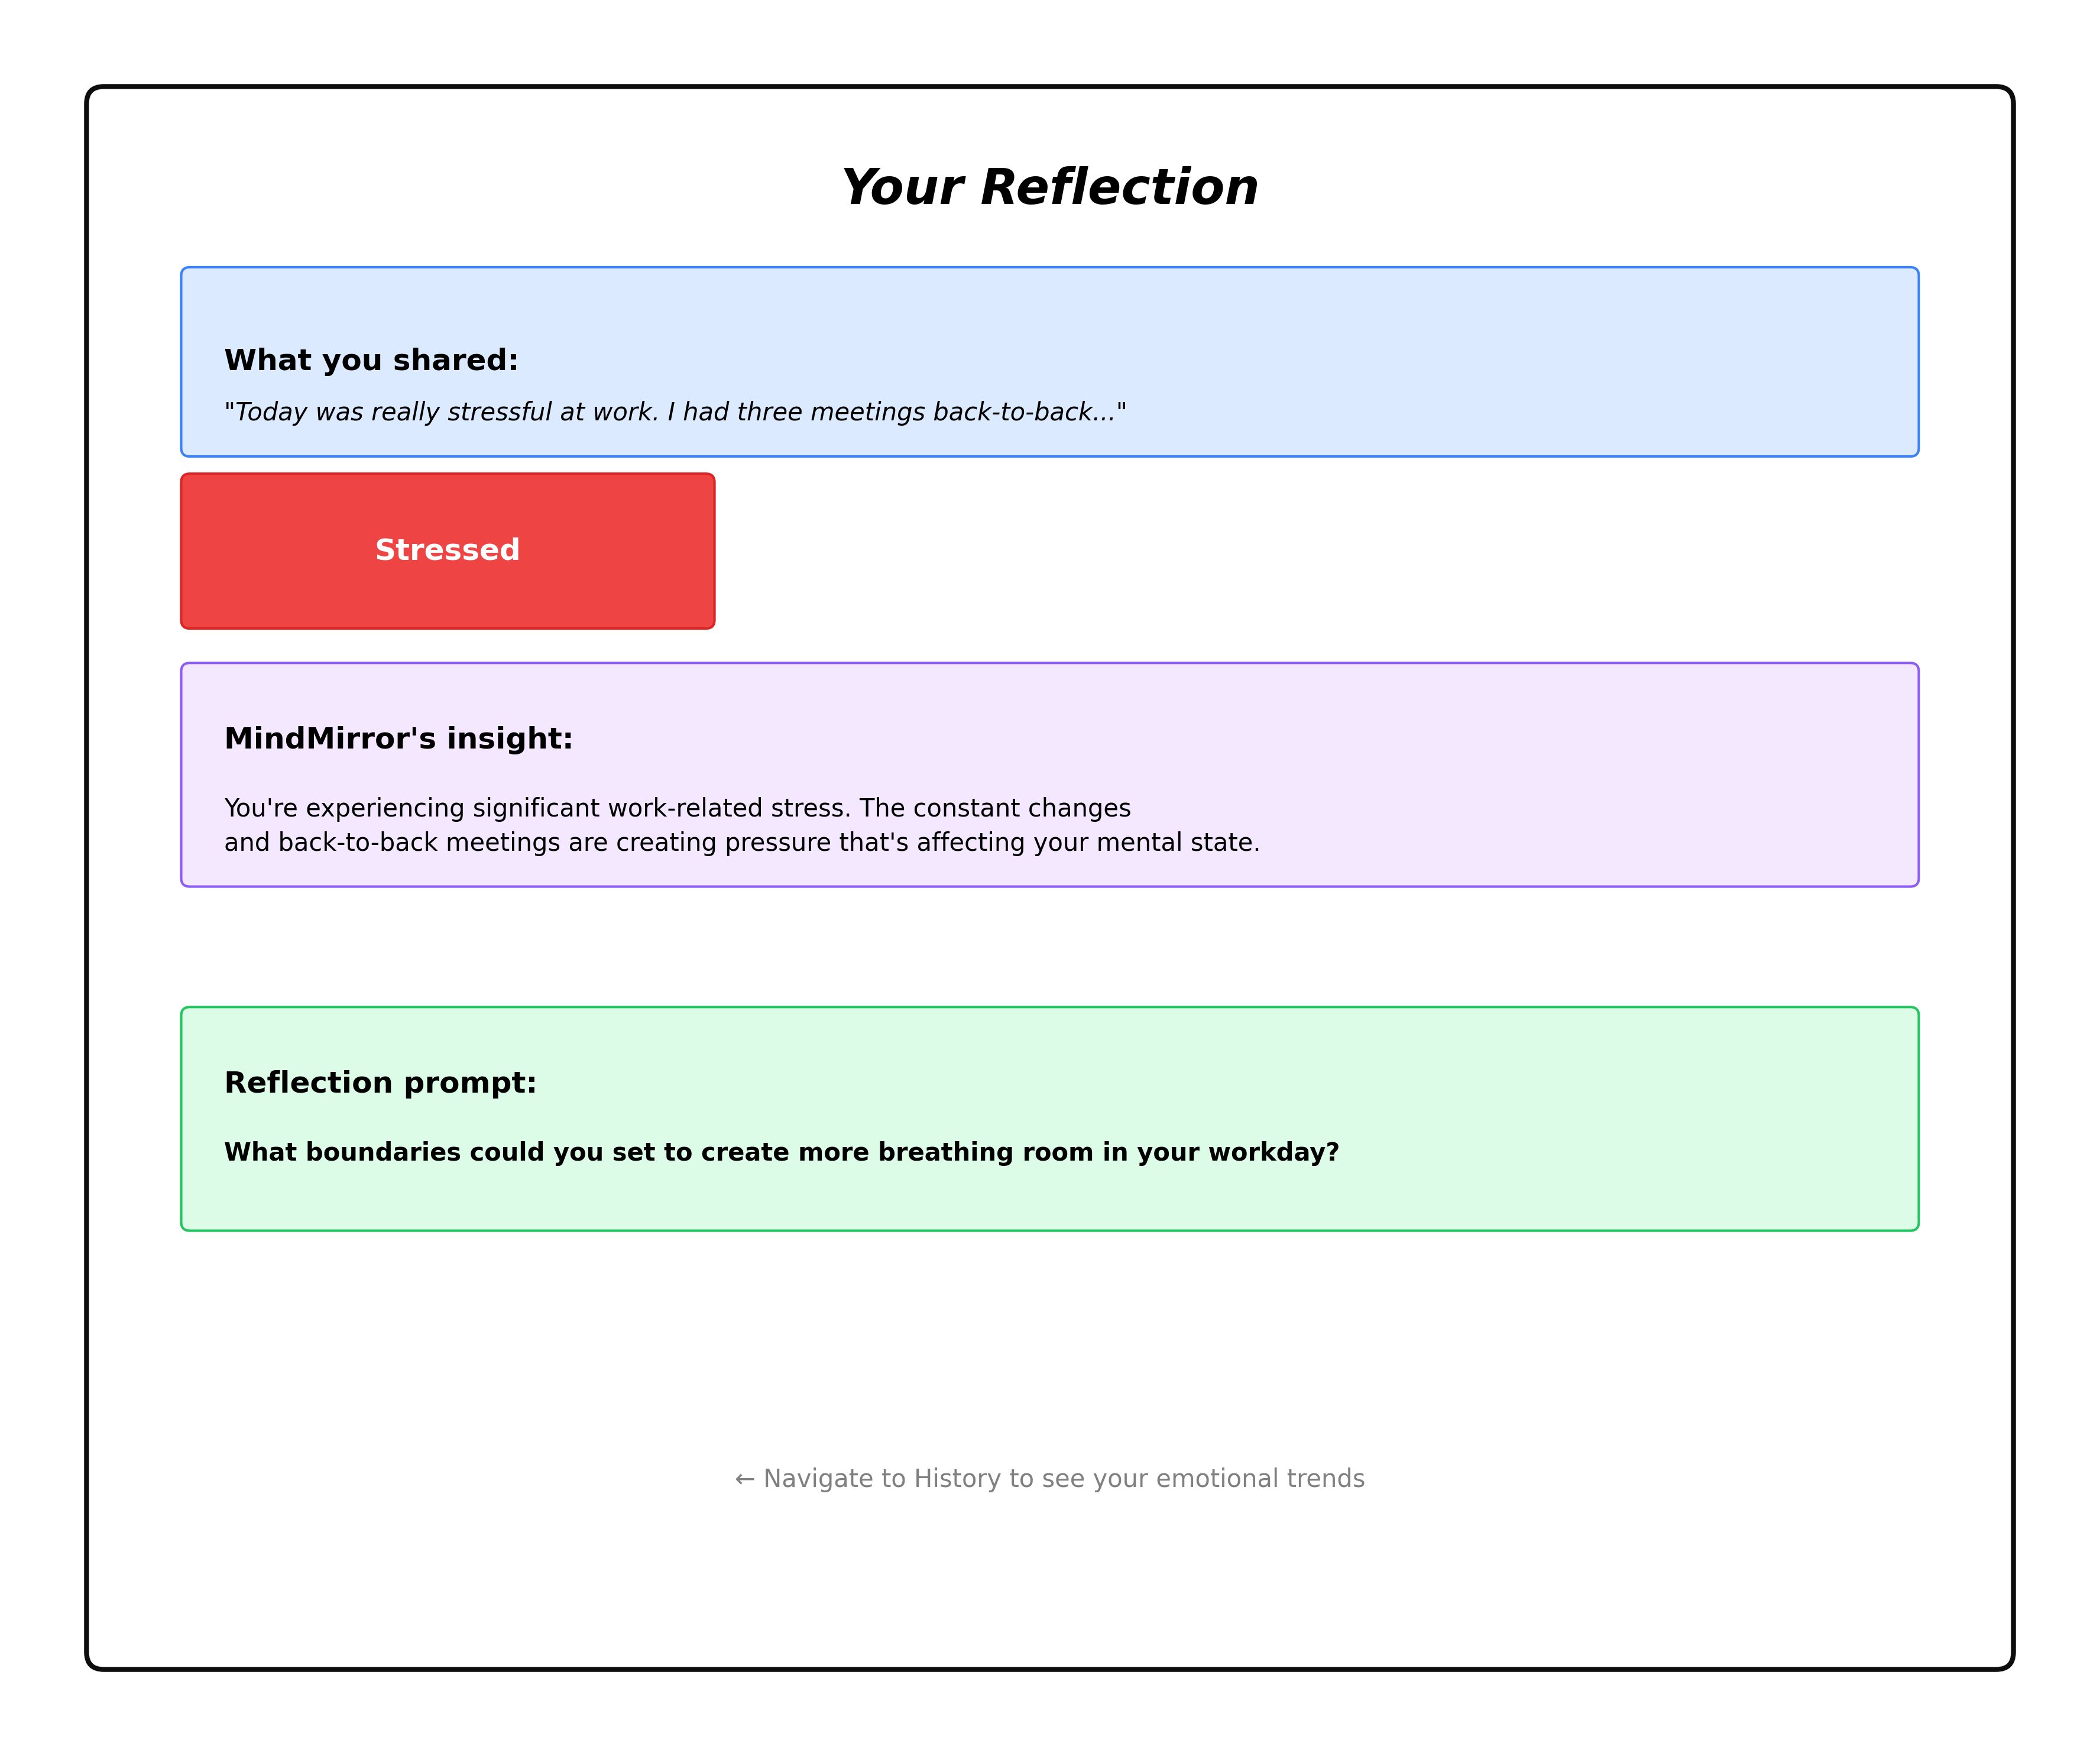 Your Reflection
What you shared:
"Today was really stressful at work. I had three meetings back-to-back..."
Stressed
MindMirror's insight:
You're experiencing significant work-related stress. The constant changes
and back-to-back meetings are creating pressure that's affecting your mental state.
Reflection prompt:
What boundaries could you set to create more breathing room in your workday?
← Navigate to History to see your emotional trends